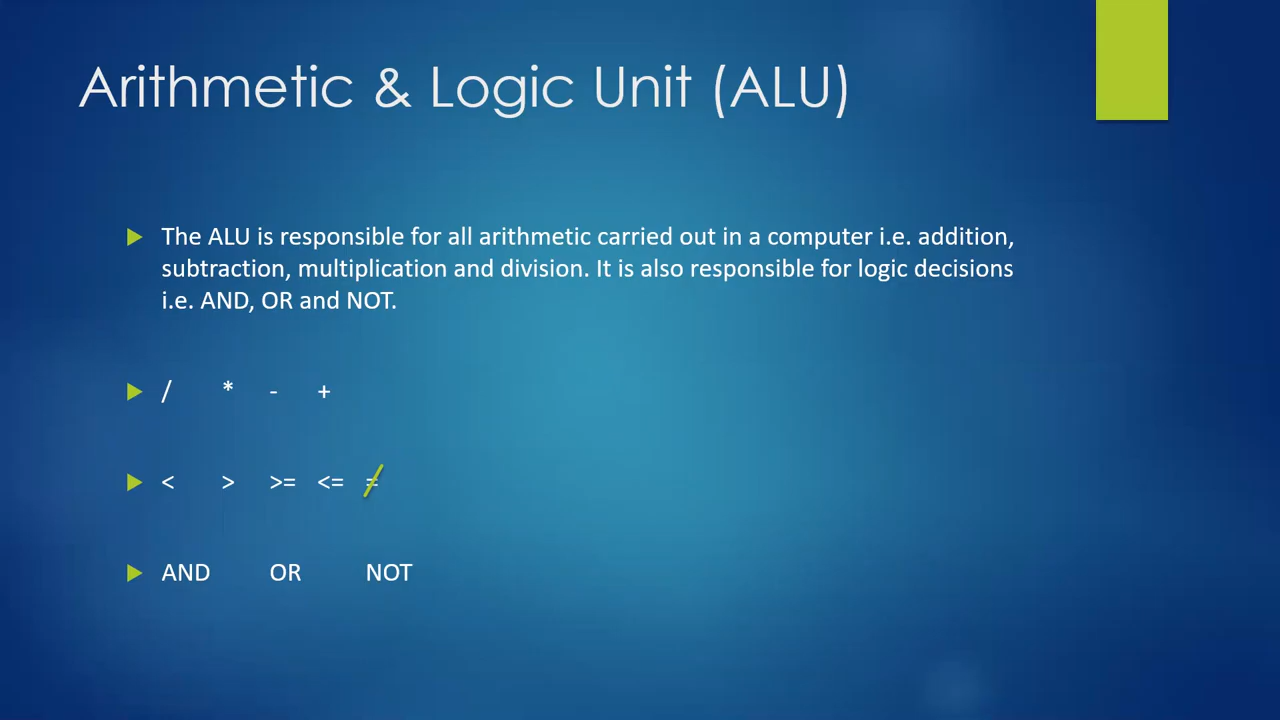 Arithmetic & Logic Unit (ALU)
The ALU is responsible for all arithmetic carried out in a computer i.e. addition,
subtraction, multiplication and division. It is also responsible for logic decisions
i.e. AND, OR and NOT.
/ * - +
< > >= <= ≠
AND OR NOT